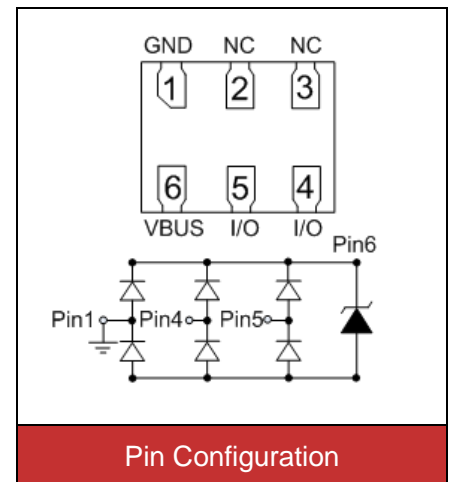 GND NC NC
1 2 3
6 5 4
VBUS I/O I/O
Pin6
Pin1 Pin4 Pin5
Pin Configuration